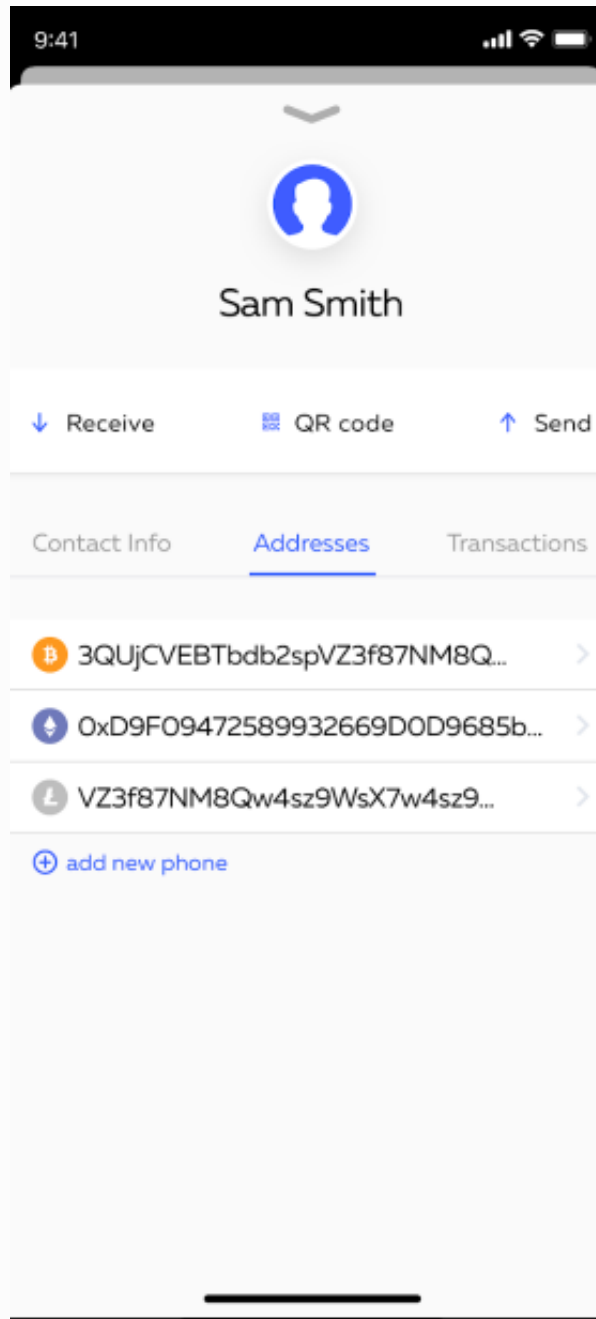 9:41
Sam Smith
Receive QR code Send
Contact Info Addresses Transactions
3QUjCVEBTbdb2spVZ3f87NM8Q...
0xD9F09472589932669D0D9685b...
VZ3f87NM8Qw4sz9WsX7w4sz9...
add new phone